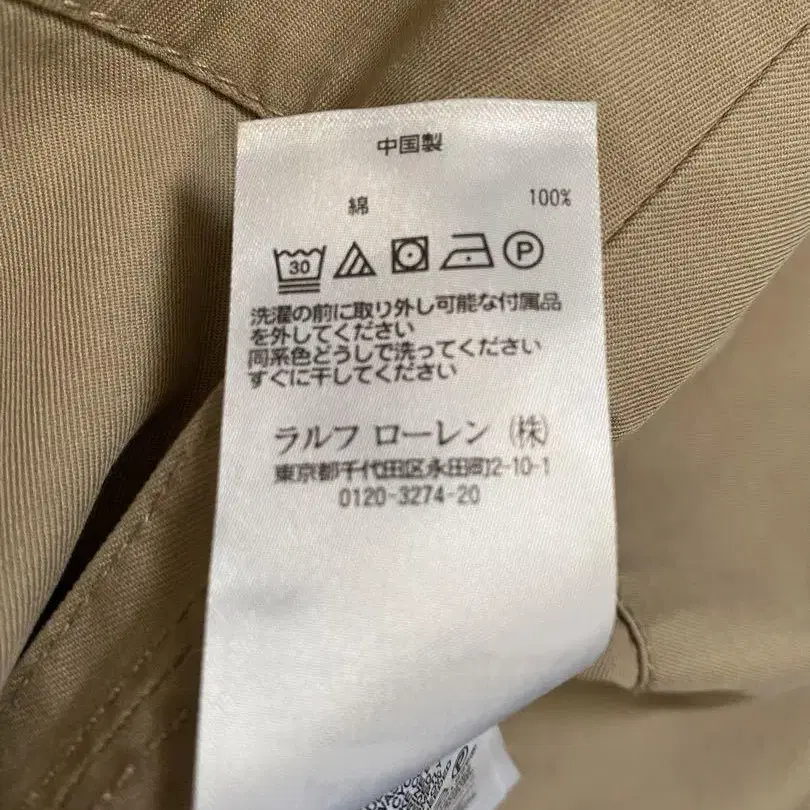 中国製
綿 100%
30 P
洗濯の前に取り外し可能な付属品
を外してください
同系色どうしで洗ってください
すぐに干してください
ラルフ ローレン（株）
東京都千代田区永田町2-10-1
0120-3274-20